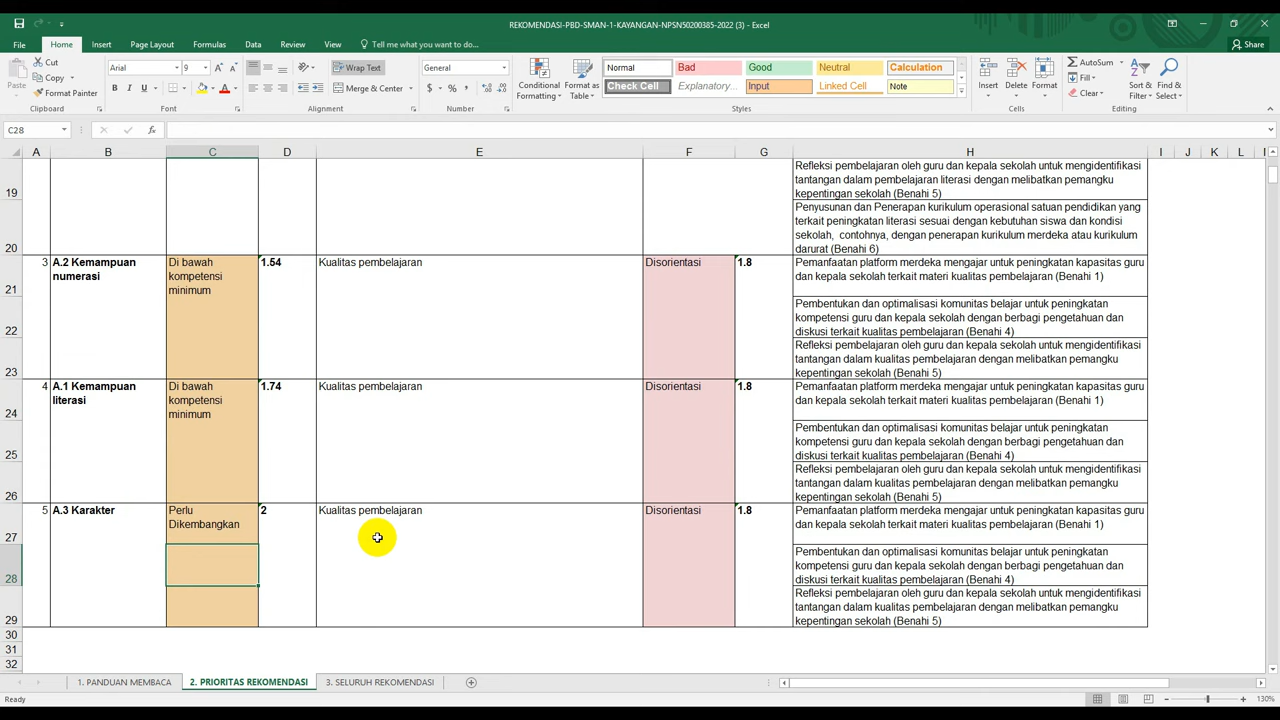 REKOMENDASI-PBD-SMAN-1-KAYANGAN-NPSN50200385-2022 (3) - Excel
File Home Insert Page Layout Formulas Data Review View Tell me what you want to do... Share
Cut
Copy
Format Painter
Paste
Clipboard
Arial 9
B I U
Font
Wrap Text
Merge & Center
Alignment
General
$ % ,
Number
Conditional Formatting
Format as Table
Normal Bad Good Neutral Calculation
Check Cell Explanatory... Input Linked Cell Note
Styles
Insert Delete Format
Cells
AutoSum
Fill
Clear
Sort & Filter
Find & Select
Editing
C28 fx
A B C D E F G H I J K L
Refleksi pembelajaran oleh guru dan kepala sekolah untuk mengidentifikasi
tantangan dalam pembelajaran literasi dengan melibatkan pemangku
19 kepentingan sekolah (Benahi 5)
Penyusunan dan Penerapan kurikulum operasional satuan pendidikan yang
terkait peningkatan literasi sesuai dengan kebutuhan siswa dan kondisi
sekolah, contohnya, dengan penerapan kurikulum merdeka atau kurikulum
20 darurat (Benahi 6)
3 A.2 Kemampuan Di bawah 1.54 Kualitas pembelajaran Disorientasi 1.8 Pemanfaatan platform merdeka mengajar untuk peningkatan kapasitas guru
numerasi kompetensi dan kepala sekolah terkait materi kualitas pembelajaran (Benahi 1)
21 minimum
Pembentukan dan optimalisasi komunitas belajar untuk peningkatan
kompetensi guru dan kepala sekolah dengan berbagi pengetahuan dan
22 diskusi terkait kualitas pembelajaran (Benahi 4)
Refleksi pembelajaran oleh guru dan kepala sekolah untuk mengidentifikasi
tantangan dalam kualitas pembelajaran dengan melibatkan pemangku
23 kepentingan sekolah (Benahi 5)
4 A.1 Kemampuan Di bawah 1.74 Kualitas pembelajaran Disorientasi 1.8 Pemanfaatan platform merdeka mengajar untuk peningkatan kapasitas guru
literasi kompetensi dan kepala sekolah terkait materi kualitas pembelajaran (Benahi 1)
24 minimum
Pembentukan dan optimalisasi komunitas belajar untuk peningkatan
kompetensi guru dan kepala sekolah dengan berbagi pengetahuan dan
25 diskusi terkait kualitas pembelajaran (Benahi 4)
Refleksi pembelajaran oleh guru dan kepala sekolah untuk mengidentifikasi
tantangan dalam kualitas pembelajaran dengan melibatkan pemangku
26 kepentingan sekolah (Benahi 5)
5 A.3 Karakter Perlu 2 Kualitas pembelajaran Disorientasi 1.8 Pemanfaatan platform merdeka mengajar untuk peningkatan kapasitas guru
Dikembangkan dan kepala sekolah terkait materi kualitas pembelajaran (Benahi 1)
27
Pembentukan dan optimalisasi komunitas belajar untuk peningkatan
kompetensi guru dan kepala sekolah dengan berbagi pengetahuan dan
28 diskusi terkait kualitas pembelajaran (Benahi 4)
Refleksi pembelajaran oleh guru dan kepala sekolah untuk mengidentifikasi
tantangan dalam kualitas pembelajaran dengan melibatkan pemangku
29 kepentingan sekolah (Benahi 5)
30
31
32
1. PANDUAN MEMBACA 2. PRIORITAS REKOMENDASI 3. SELURUH REKOMENDASI
Ready 130%